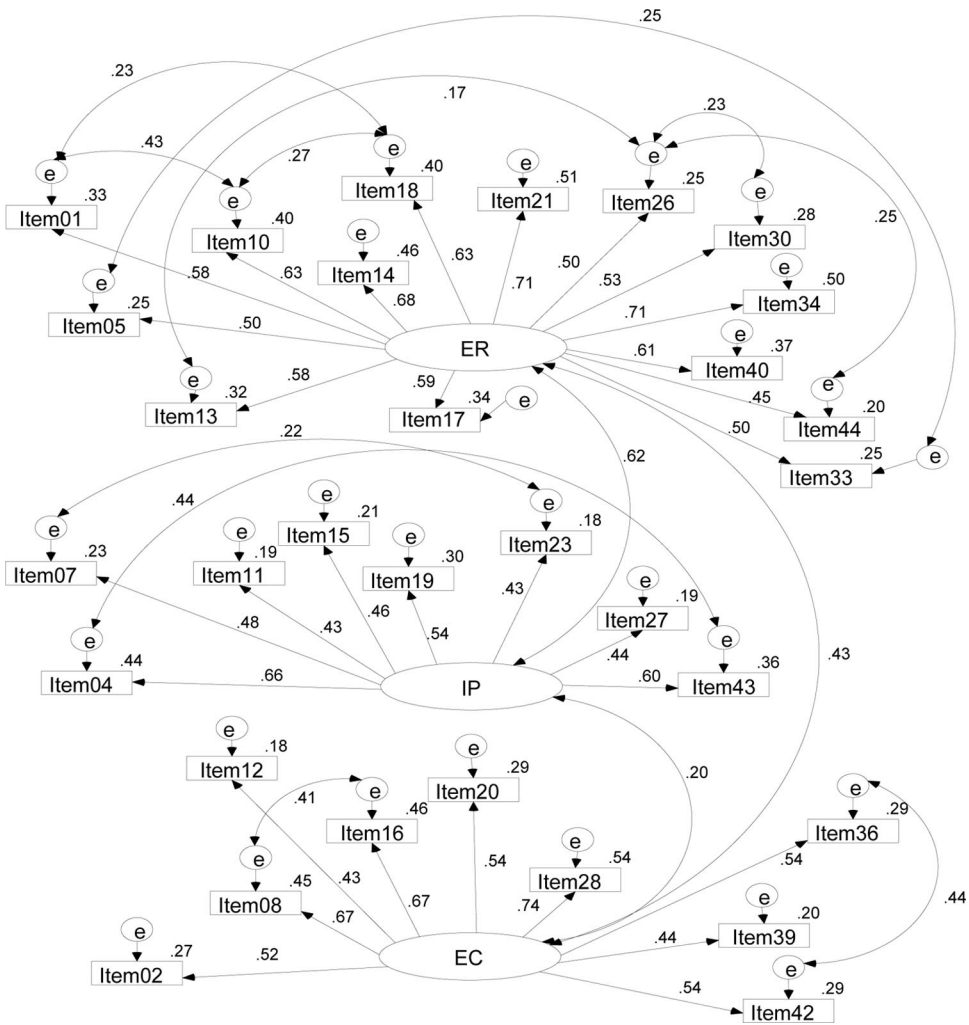 .25
.23
.17
.23
e
.43
e
.27
e
e
e
.33
.40
.51
.25
e
Item01
Item18
Item21
Item26
e
.40
.28
.25
Item10
e
.46
Item30
e
Item14
.63
.50
e
.50
.58
.63
.71
.53
.25
.68
Item34
Item05
.50
.71
e
ER
.61
.37
Item40
e
.58
.59
.45
e
.32
.34
e
.20
Item13
Item17
.50
Item44
.22
.62
.25
e
Item33
.44
e
e
e
.21
.18
e
Item15
e
Item23
.23
.19
.30
Item07
Item11
Item19
.43
e
.46
.19
.48
.43
.54
Item27
e
e
.44
.44
.66
.60
.36
.43
Item04
IP
Item43
e
.18
e
.20
Item12
.29
e
.41
e
.46
Item20
.29
Item16
e
Item36
e
.54
.54
.54
.45
.43
Item28
Item08
.67
.67
.74
e
.44
.20
e
.44
Item39
.27
.52
EC
e
Item02
.54
.29
Item42